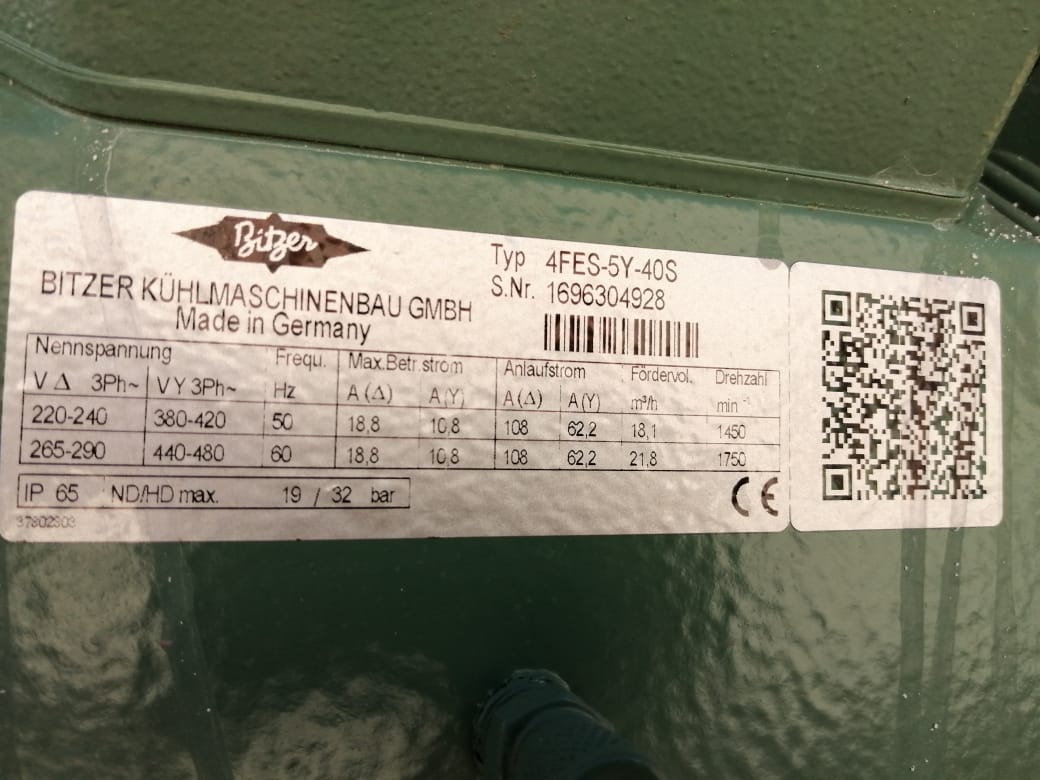 Bitzer
BITZER KÜHLMASCHINENBAU GMBH
Made in Germany
Typ 4FES-5Y-40S
S.Nr. 1696304928
Nennspannung Frequ. Max.Betr.strom Anlaufstrom Fördervol. Drehzahl
V Δ 3Ph~ V Y 3Ph~ Hz A (Δ) A (Y) A (Δ) A (Y) m³/h min⁻¹
220-240 380-420 50 18,8 10,8 108 62,2 18,1 1450
265-290 440-480 60 18,8 10,8 108 62,2 21,8 1750
IP 65 ND/HD max. 19 / 32 bar
CE